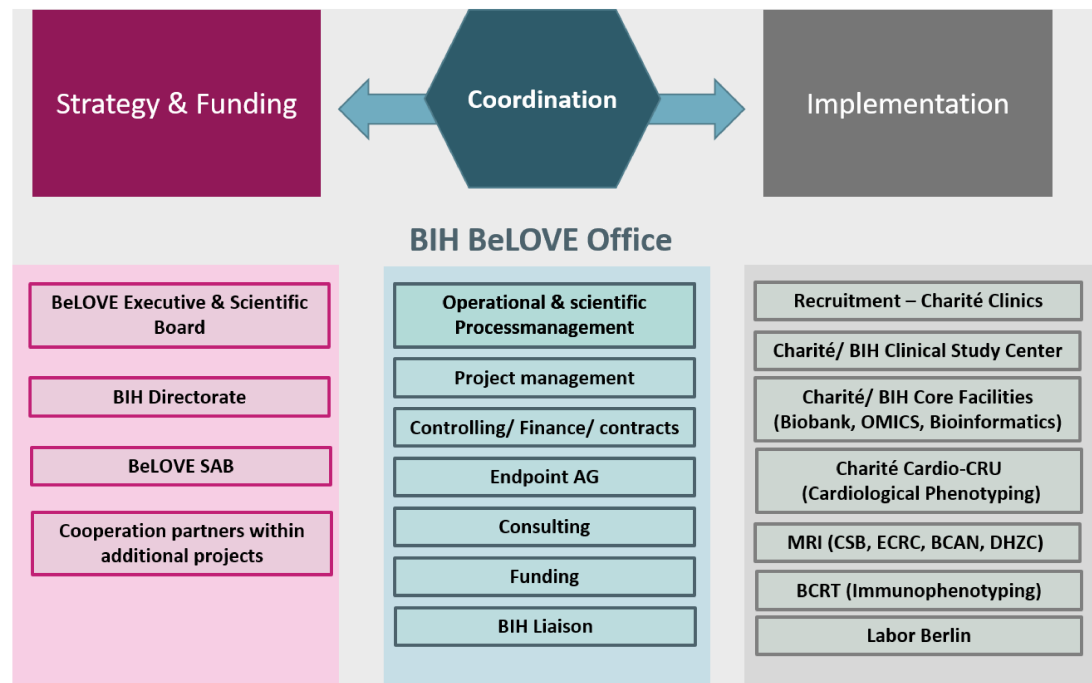 Strategy & Funding
Coordination
Implementation
BIH BeLOVE Office
BeLOVE Executive & Scientific
Board
BIH Directorate
BeLOVE SAB
Cooperation partners within
additional projects
Operational & scientific
Processmanagement
Project management
Controlling/ Finance/ contracts
Endpoint AG
Consulting
Funding
BIH Liaison
Recruitment – Charité Clinics
Charité/ BIH Clinical Study Center
Charité/ BIH Core Facilities
(Biobank, OMICS, Bioinformatics)
Charité Cardio-CRU
(Cardiological Phenotyping)
MRI (CSB, ECRC, BCAN, DHZC)
BCRT (Immunophenotyping)
Labor Berlin